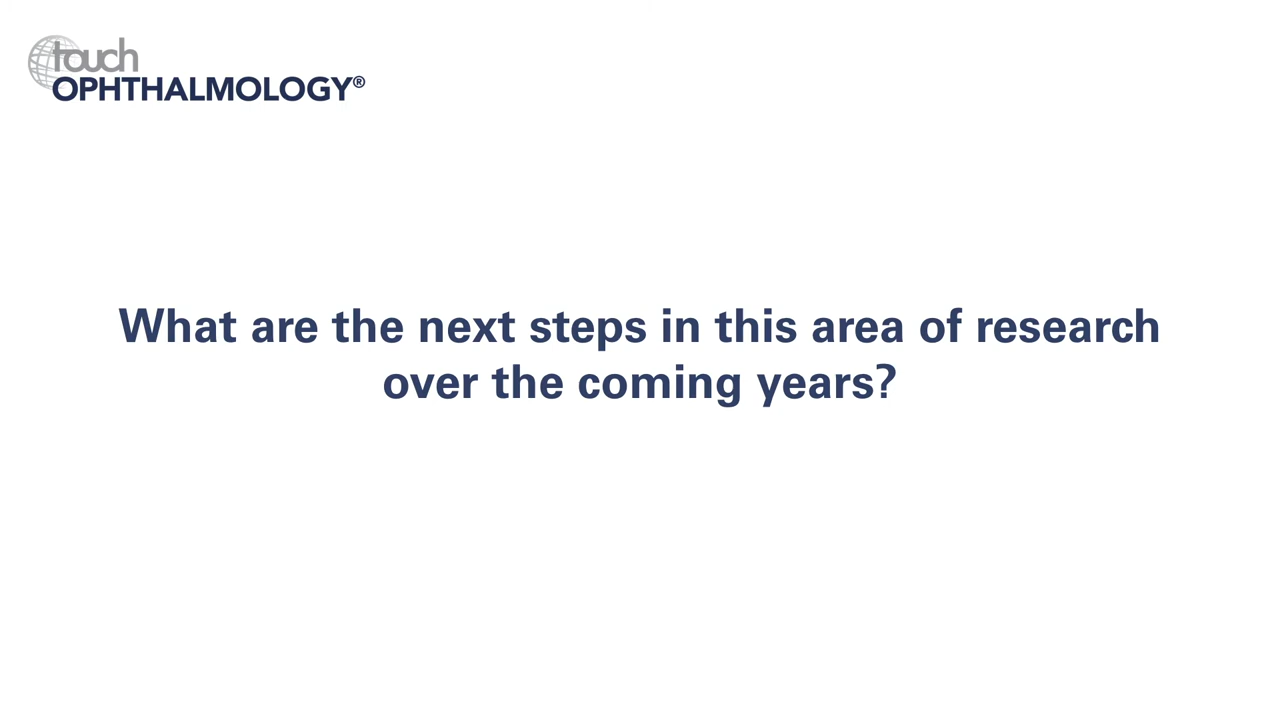 touch
OPHTHALMOLOGY®
What are the next steps in this area of research
over the coming years?